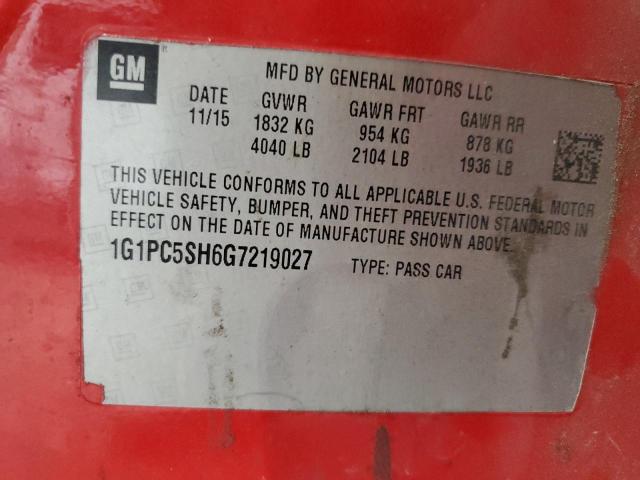 GM
MFD BY GENERAL MOTORS LLC
DATE GVWR GAWR FRT GAWR RR
11/15 1832 KG 954 KG 878 KG
4040 LB 2104 LB 1936 LB
THIS VEHICLE CONFORMS TO ALL APPLICABLE U.S. FEDERAL MOTOR
VEHICLE SAFETY, BUMPER, AND THEFT PREVENTION STANDARDS IN
EFFECT ON THE DATE OF MANUFACTURE SHOWN ABOVE.
1G1PC5SH6G7219027 TYPE: PASS CAR